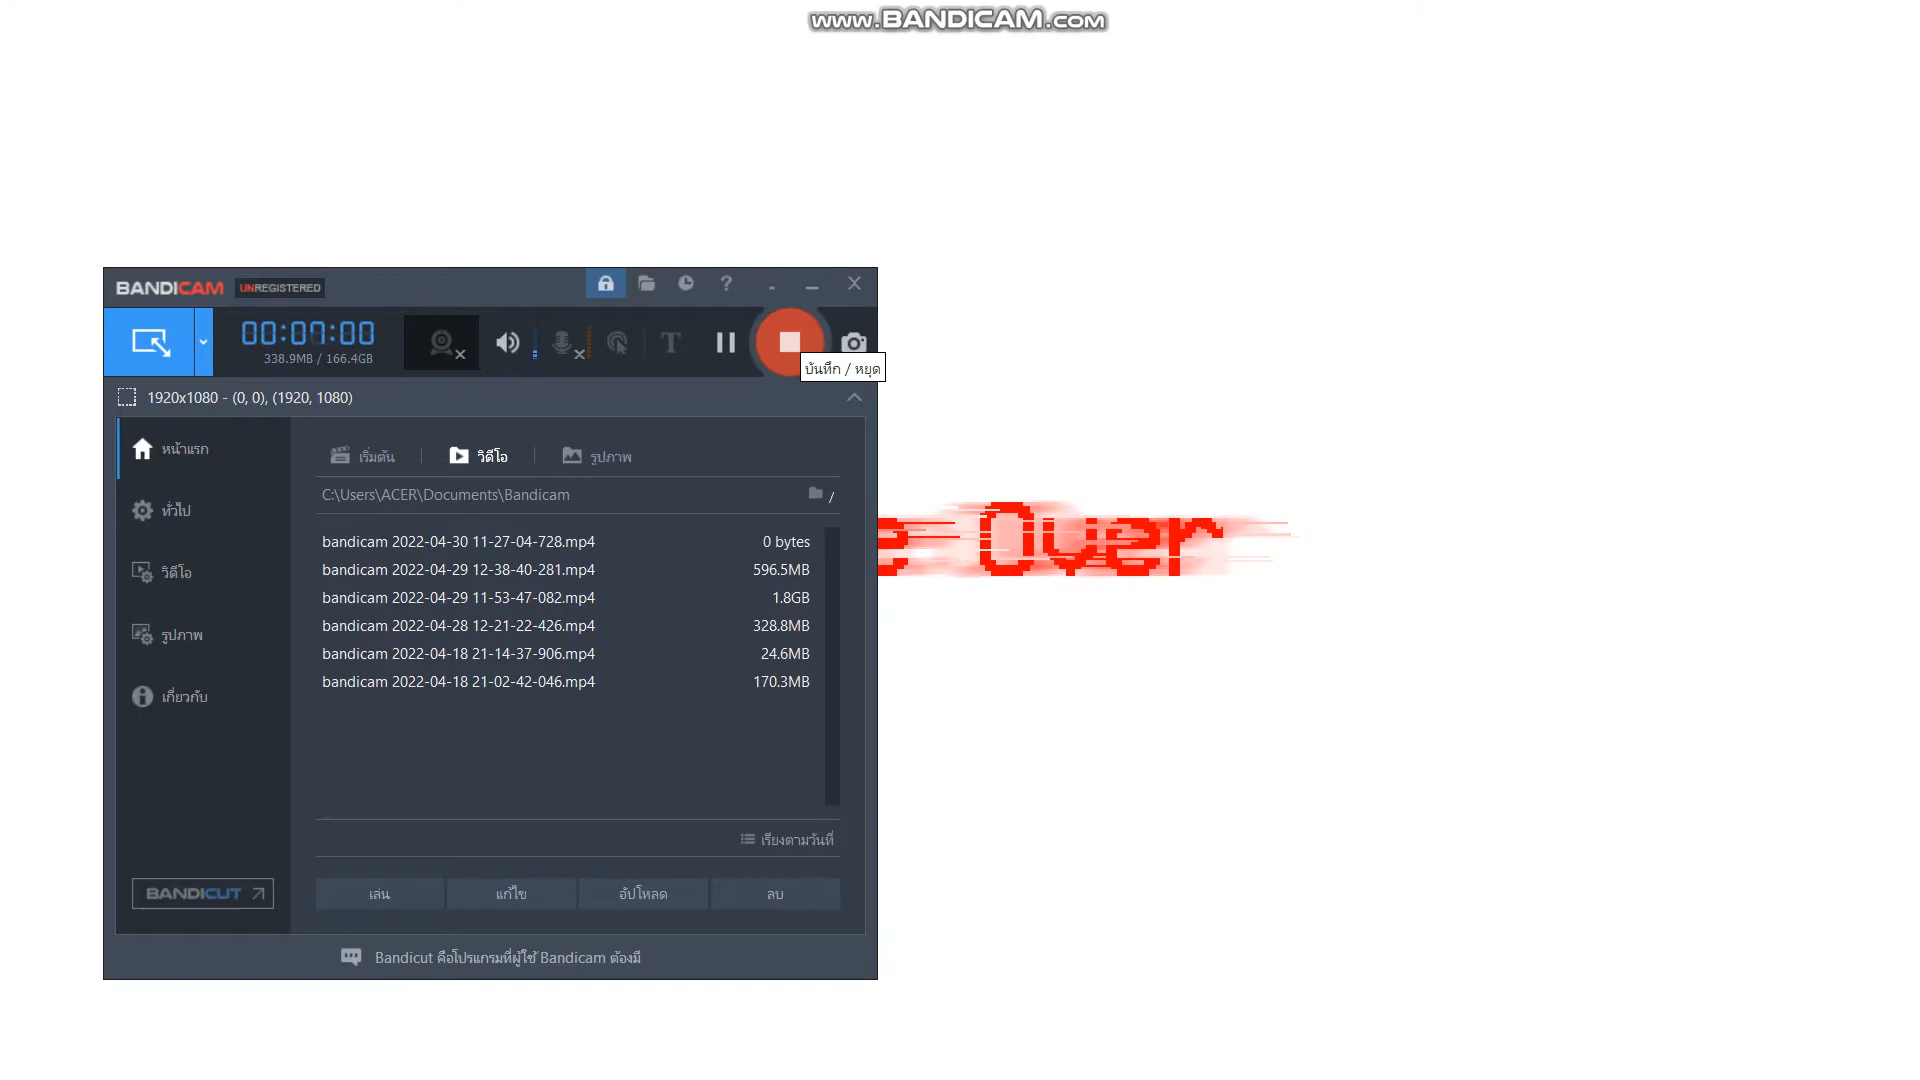 www.BANDICAM.com
BANDICAM UNREGISTERED ?
00:07:00
338.9MB / 166.4GB
T
บันทึก / หยุด
1920x1080 - (0, 0), (1920, 1080)
หน้าแรก
ทั่วไป
วิดีโอ
รูปภาพ
เกี่ยวกับ
BANDICUT
เริ่มต้น
วิดีโอ
รูปภาพ
C:\Users\ACER\Documents\Bandicam /
bandicam 2022-04-30 11-27-04-728.mp4 0 bytes
bandicam 2022-04-29 12-38-40-281.mp4 596.5MB
bandicam 2022-04-29 11-53-47-082.mp4 1.8GB
bandicam 2022-04-28 12-21-22-426.mp4 328.8MB
bandicam 2022-04-18 21-14-37-906.mp4 24.6MB
bandicam 2022-04-18 21-02-42-046.mp4 170.3MB
เรียงตามวันที่
เล่น แก้ไข อัปโหลด ลบ
Bandicut คือโปรแกรมที่ผู้ใช้ Bandicam ต้องมี
e Over